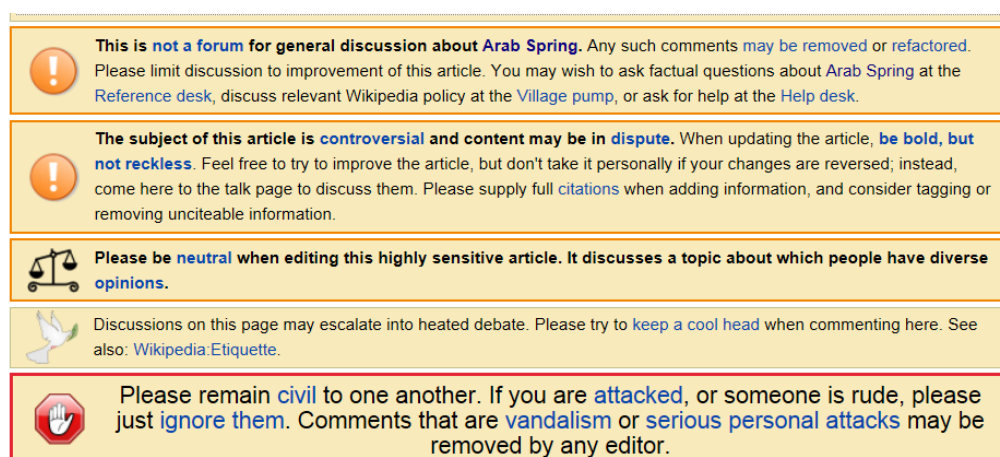 This is not a forum for general discussion about Arab Spring. Any such comments may be removed or refactored.
Please limit discussion to improvement of this article. You may wish to ask factual questions about Arab Spring at the
Reference desk, discuss relevant Wikipedia policy at the Village pump, or ask for help at the Help desk.
The subject of this article is controversial and content may be in dispute. When updating the article, be bold, but
not reckless. Feel free to try to improve the article, but don't take it personally if your changes are reversed; instead,
come here to the talk page to discuss them. Please supply full citations when adding information, and consider tagging or
removing unciteable information.
Please be neutral when editing this highly sensitive article. It discusses a topic about which people have diverse
opinions.
Discussions on this page may escalate into heated debate. Please try to keep a cool head when commenting here. See
also: Wikipedia:Etiquette.
Please remain civil to one another. If you are attacked, or someone is rude, please
just ignore them. Comments that are vandalism or serious personal attacks may be
removed by any editor.